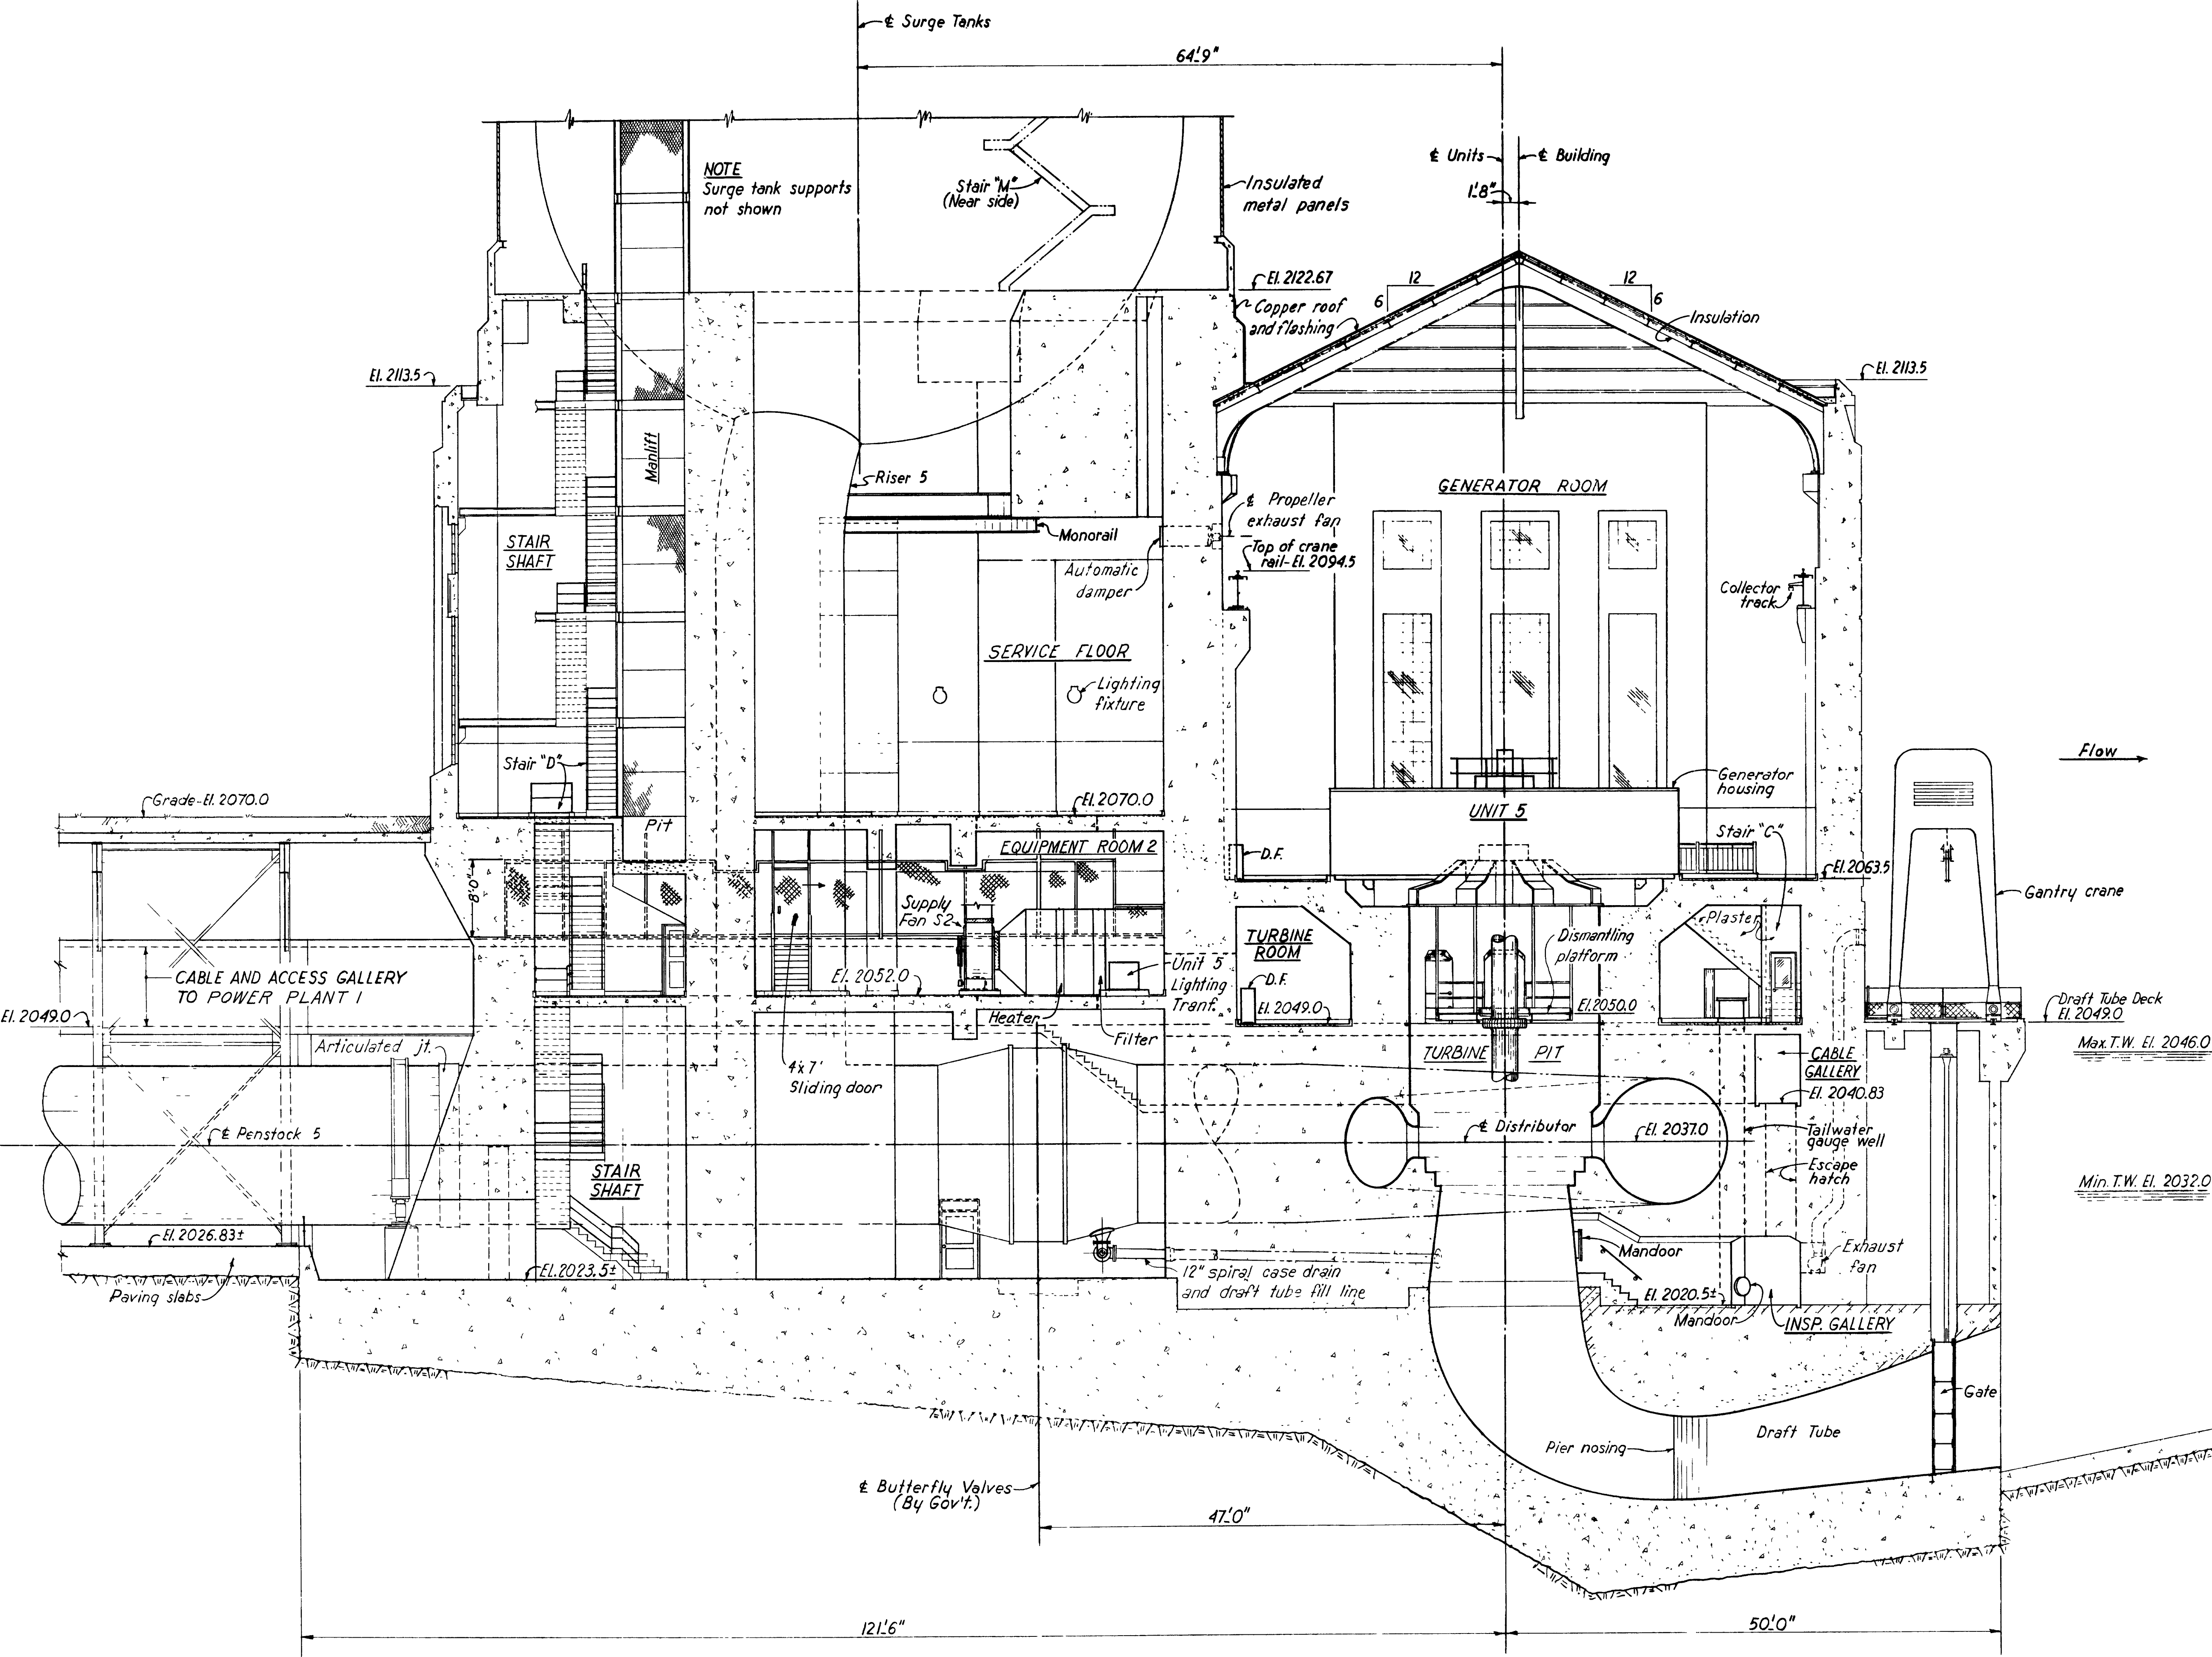 ℄ Surge Tanks
64'-9"
℄ Units
℄ Building
1'-8"
NOTE
Surge tank supports
not shown
Stair "M"
(Near side)
Insulated
metal panels
El. 2122.67
Copper roof
and flashing
12
6
12
6
Insulation
El. 2113.5
El. 2113.5
Manlift
Riser 5
GENERATOR ROOM
℄ Propeller
exhaust fan
Monorail
Top of crane
rail-El. 2094.5
STAIR
SHAFT
Automatic
damper
Collector
track
SERVICE FLOOR
Lighting
fixture
Stair "D"
Flow
Generator
housing
Grade-El. 2070.0
El. 2070.0
UNIT 5
Pit
Stair "C"
EQUIPMENT ROOM 2
D.F.
El. 2063.5
8'-0"
Gantry crane
Supply
Fan S2
Plaster
TURBINE
ROOM
Dismantling
platform
CABLE AND ACCESS GALLERY
TO POWER PLANT 1
El. 2052.0
Unit 5
Lighting
Tranf.
D.F.
El. 2049.0
El. 2050.0
Draft Tube Deck
El. 2049.0
El. 2049.0
Heater
Filter
Articulated jt.
Max. T.W. El. 2046.0
TURBINE PIT
CABLE
GALLERY
4'x7'
Sliding door
El. 2040.83
℄ Penstock 5
℄ Distributor
El. 2037.0
Tailwater
gauge well
Escape
hatch
STAIR
SHAFT
Min. T.W. El. 2032.0
El. 2026.83±
Mandoor
Exhaust
fan
El. 2023.5±
12" spiral case drain
and draft tube fill line
Paving slabs
El. 2020.5±
Mandoor
INSP. GALLERY
Gate
Draft Tube
Pier nosing
℄ Butterfly Valves
(By Gov't.)
47'-0"
121'-6"
50'-0"